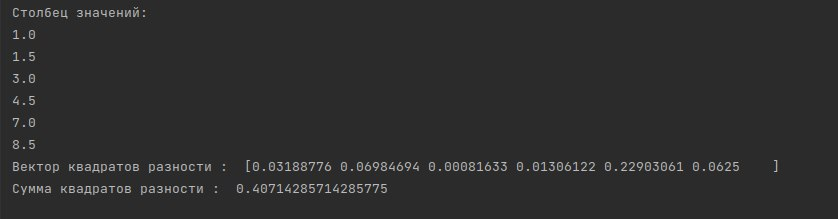 Столбец значений:
1.0
1.5
3.0
4.5
7.0
8.5
Вектор квадратов разности :  [0.03188776 0.06984694 0.00081633 0.01306122 0.22903061 0.0625    ]
Сумма квадратов разности :  0.40714285714285775